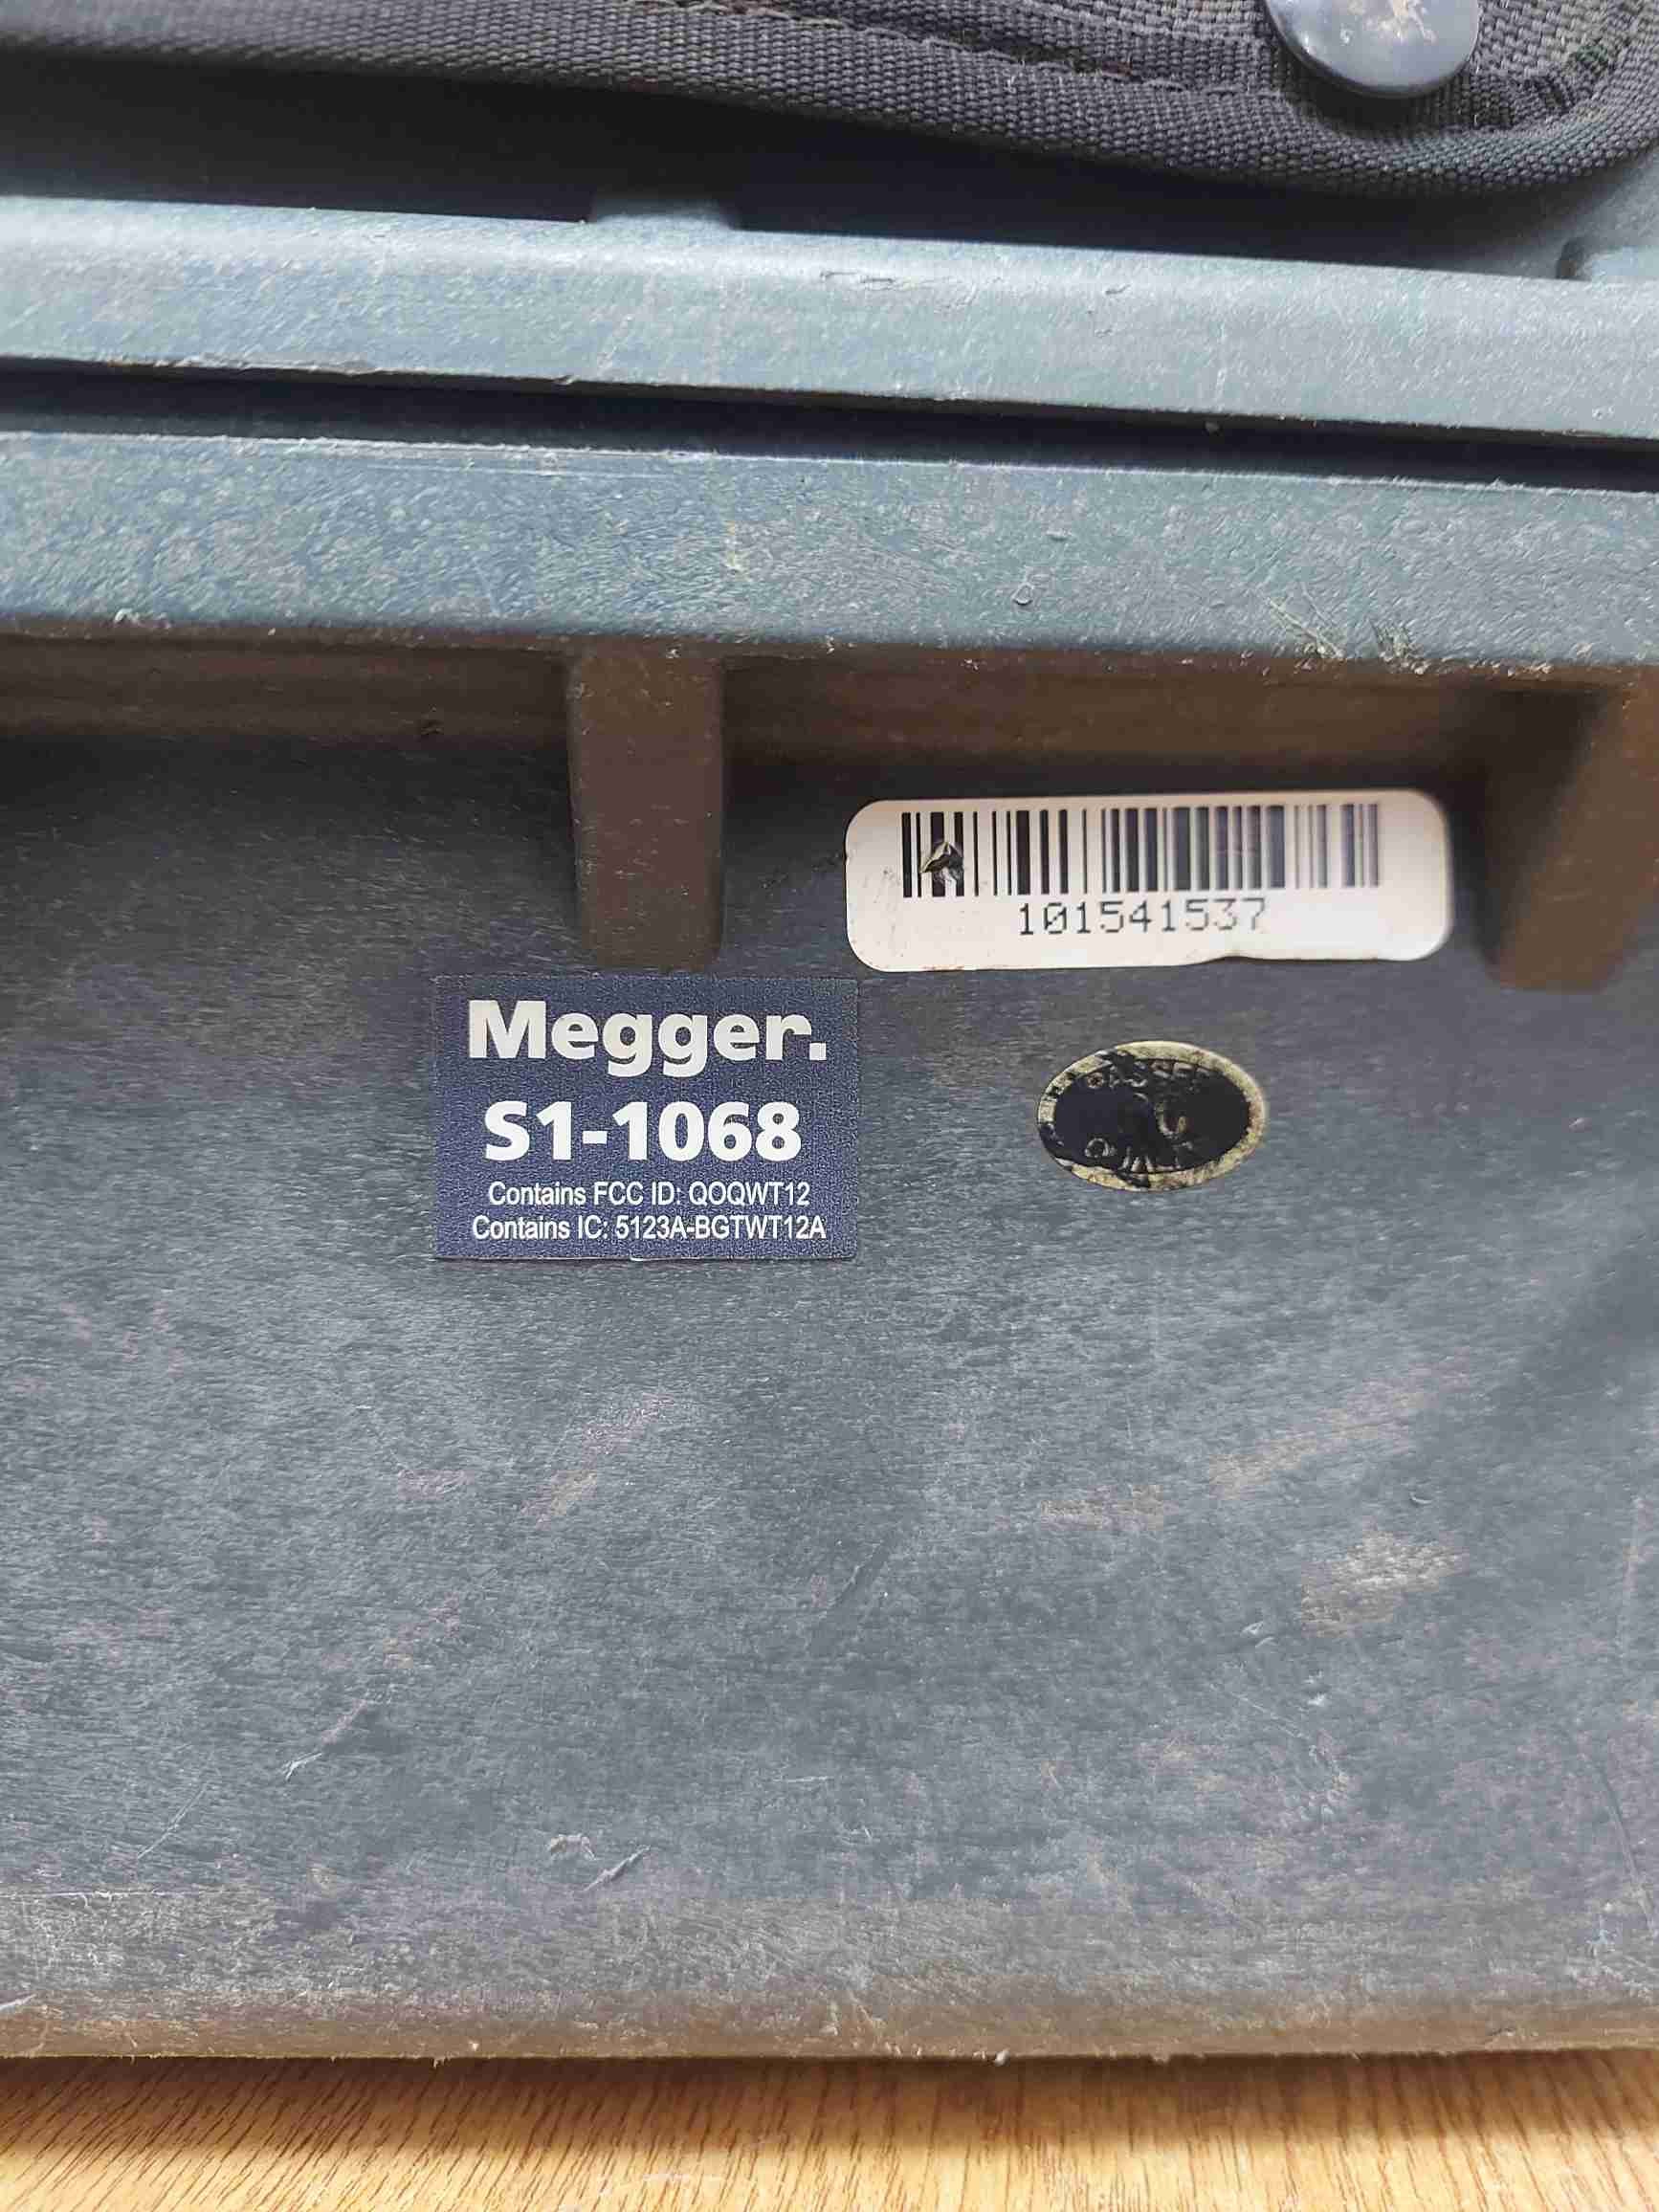 101541537
Megger.
S1-1068
Contains FCC ID: QOQWT12
Contains IC: 5123A-BGTWT12A